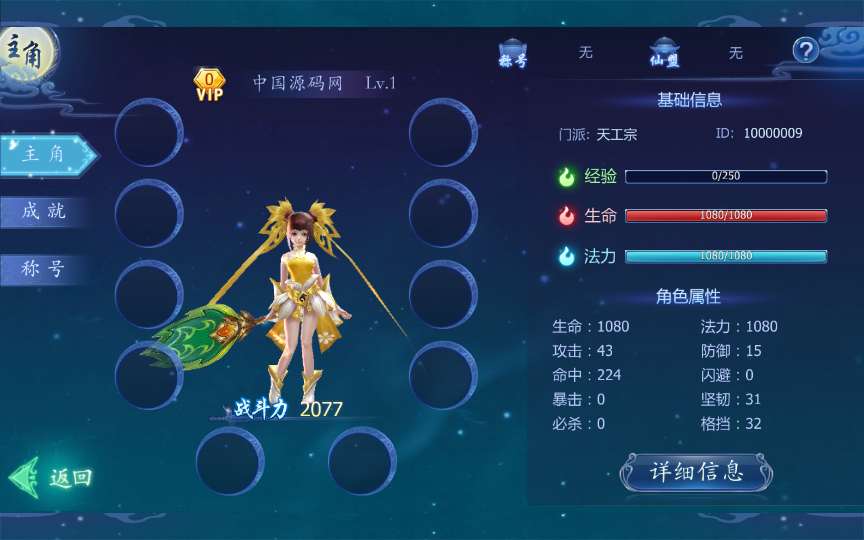 主角
称号 无 仙盟 无 ?
0
VIP
中国源码网 Lv.1
基础信息
门派: 天工宗 ID: 10000009
主角
经验 0/250
成就
生命 1080/1080
称号
法力 1080/1080
角色属性
生命：1080 法力：1080
攻击：43 防御：15
命中：224 闪避：0
暴击：0 坚韧：31
必杀：0 格挡：32
战斗力 2077
返回
详细信息